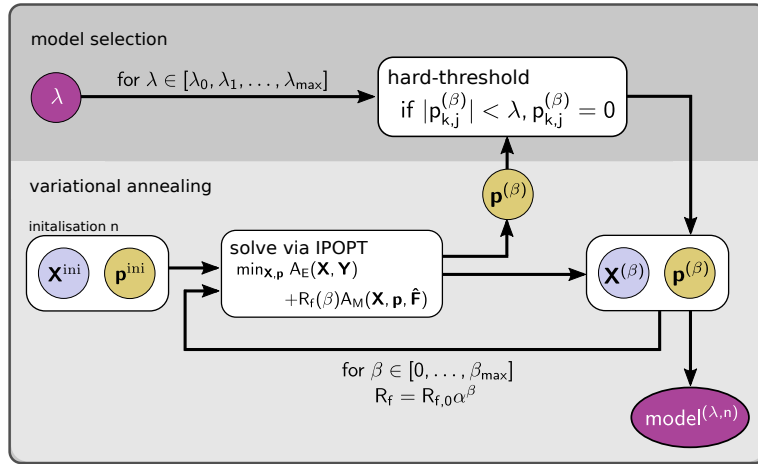 model selection
λ
for λ ∈ [λ₀, λ₁, . . . , λ_max]
hard-threshold
if |p_{k,j}^{(β)}| < λ, p_{k,j}^{(β)} = 0
variational annealing
p^{(β)}
initalisation n
X^{ini} p^{ini}
solve via IPOPT
min_{X,p} A_E(X, Y)
+R_f(β)A_M(X, p, F̂)
X^{(β)} p^{(β)}
for β ∈ [0, . . . , β_max]
R_f = R_{f,0}α^β
model^{(λ,n)}